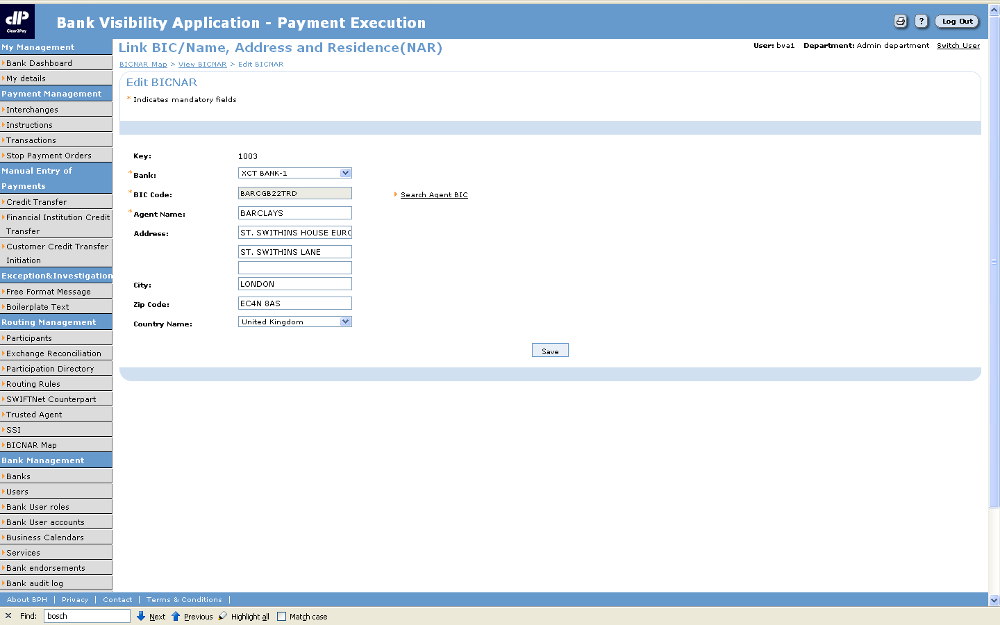 Clear2Pay
Bank Visibility Application - Payment Execution
?
Log Out
My Management
Bank Dashboard
My details
Payment Management
Interchanges
Instructions
Transactions
Stop Payment Orders
Manual Entry of
Payments
Credit Transfer
Financial Institution Credit
Transfer
Customer Credit Transfer
Initiation
Exception&Investigation
Free Format Message
Boilerplate Text
Routing Management
Participants
Exchange Reconciliation
Participation Directory
Routing Rules
SWIFTNet Counterpart
Trusted Agent
SSI
BICNAR Map
Bank Management
Banks
Users
Bank User roles
Bank User accounts
Business Calendars
Services
Bank endorsements
Bank audit log
Link BIC/Name, Address and Residence(NAR)
User: bva1 Department: Admin department Switch User
BICNAR Map > View BICNAR > Edit BICNAR
Edit BICNAR
* Indicates mandatory fields
Key: 1003
* Bank: XCT BANK-1
* BIC Code: BARCGB22TRD Search Agent BIC
* Agent Name: BARCLAYS
Address: ST. SWITHINS HOUSE EURO
ST. SWITHINS LANE
City: LONDON
Zip Code: EC4N 8AS
Country Name: United Kingdom
Save
About BPH | Privacy | Contact | Terms & Conditions |
Find: bosch Next Previous Highlight all Match case